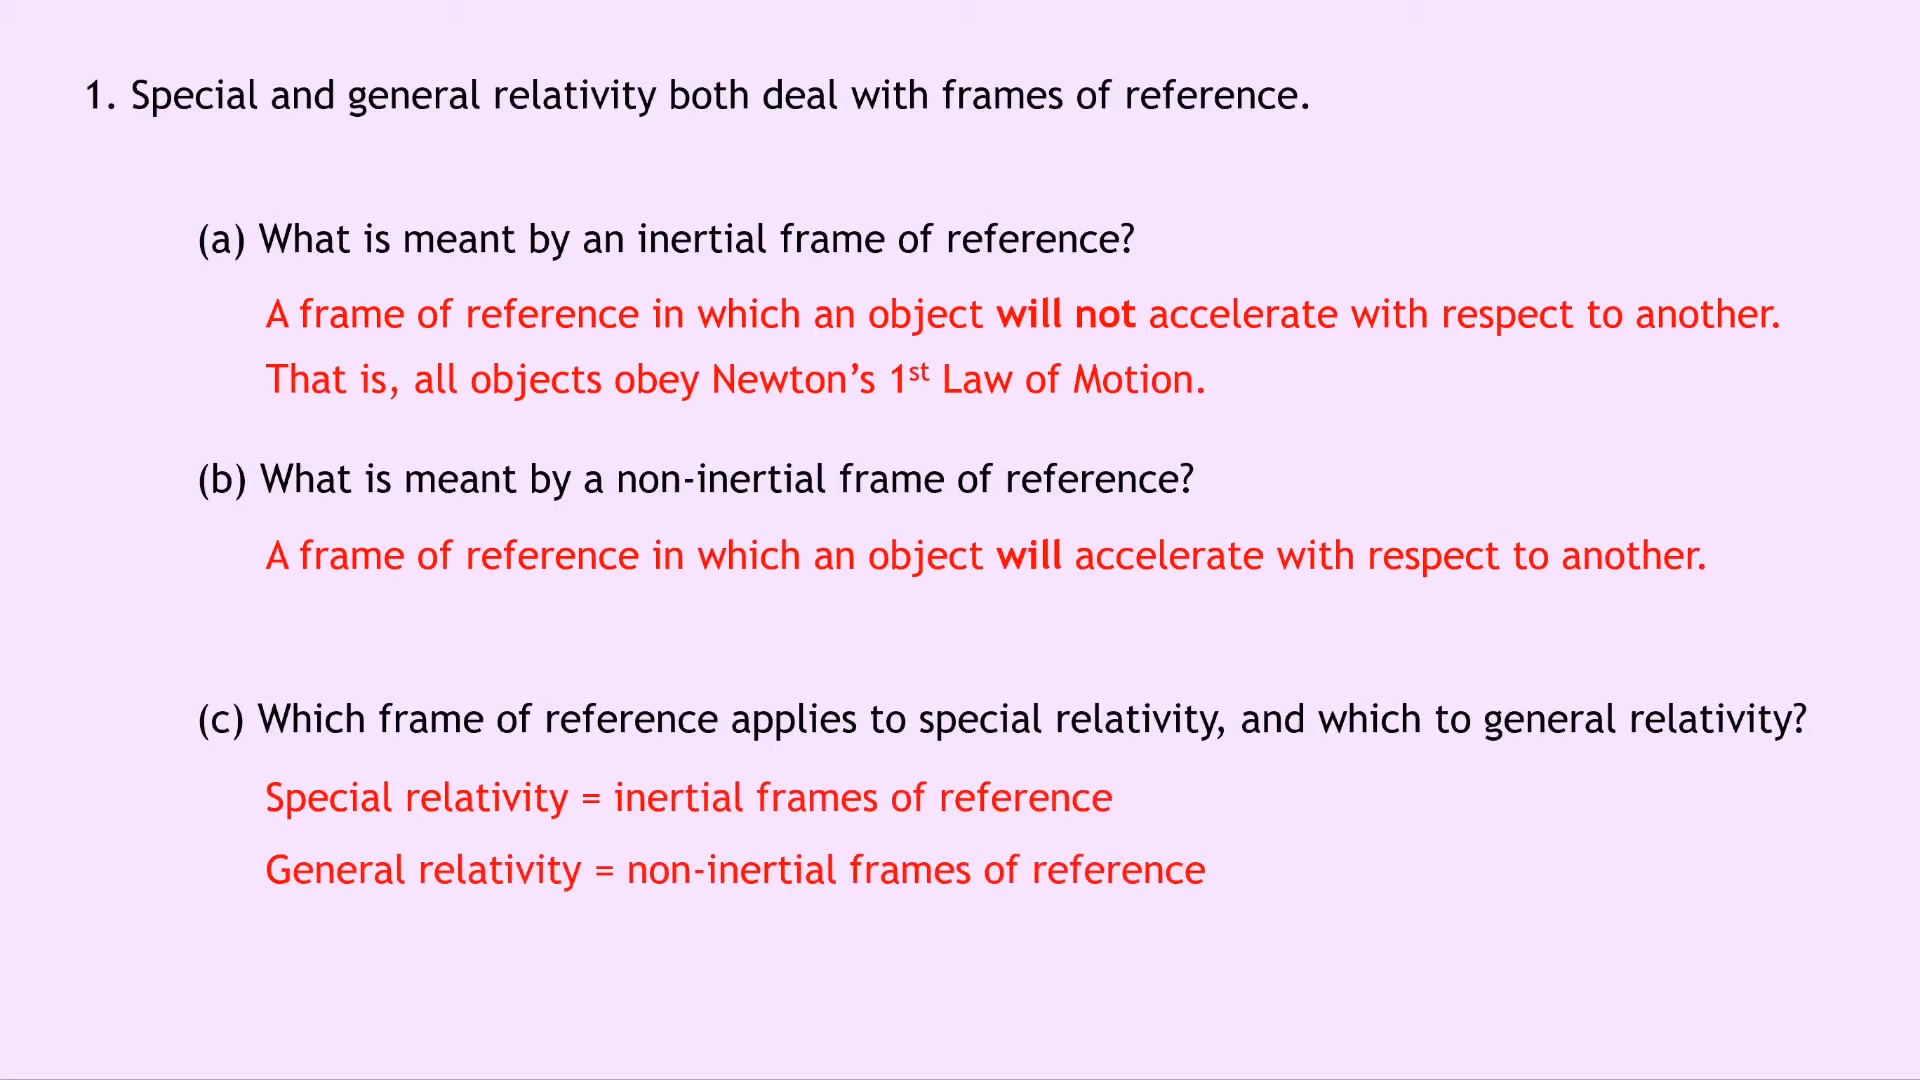 1. Special and general relativity both deal with frames of reference.
(a) What is meant by an inertial frame of reference?
A frame of reference in which an object will not accelerate with respect to another.
That is, all objects obey Newton’s 1st Law of Motion.
(b) What is meant by a non-inertial frame of reference?
A frame of reference in which an object will accelerate with respect to another.
(c) Which frame of reference applies to special relativity, and which to general relativity?
Special relativity = inertial frames of reference
General relativity = non-inertial frames of reference